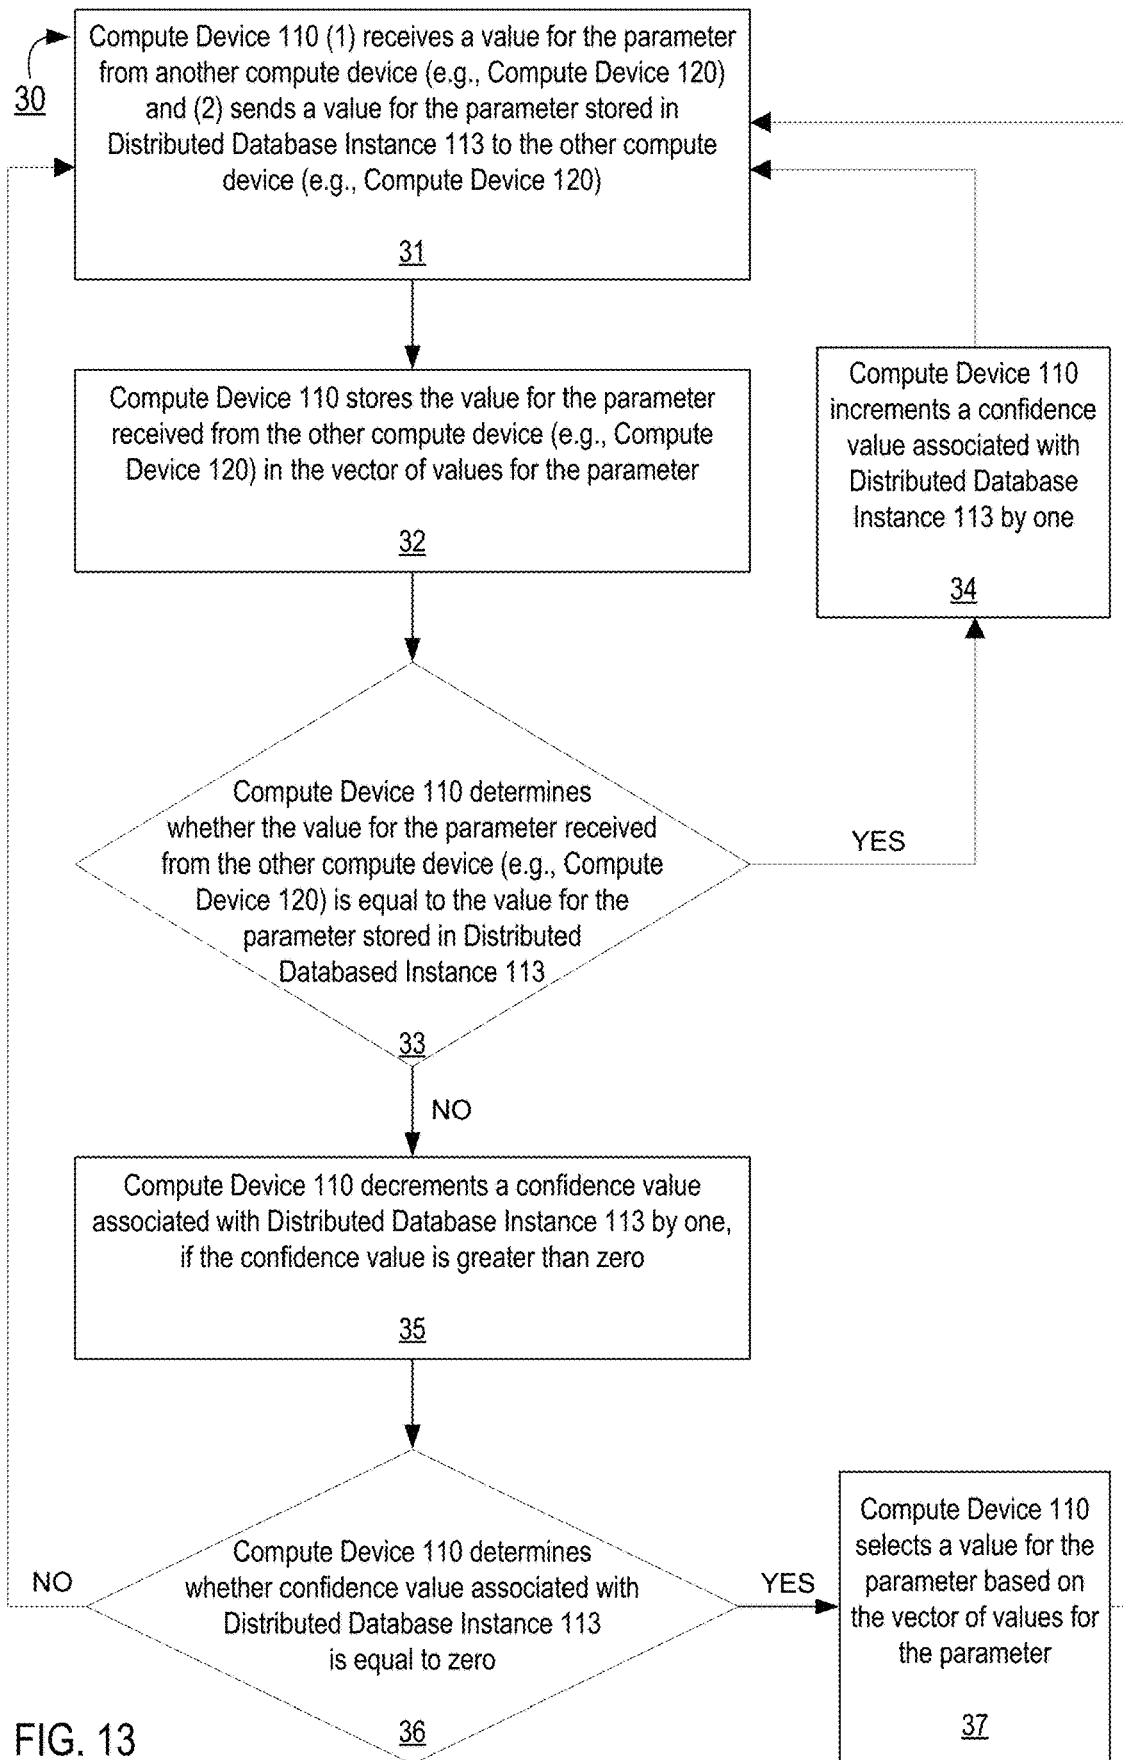 30
Compute Device 110 (1) receives a value for the parameter
from another compute device (e.g., Compute Device 120)
and (2) sends a value for the parameter stored in
Distributed Database Instance 113 to the other compute
device (e.g., Compute Device 120)
31
Compute Device 110 stores the value for the parameter
received from the other compute device (e.g., Compute
Device 120) in the vector of values for the parameter
32
Compute Device 110
increments a confidence
value associated with
Distributed Database
Instance 113 by one
34
Compute Device 110 determines
whether the value for the parameter received
from the other compute device (e.g., Compute
Device 120) is equal to the value for the
parameter stored in Distributed
Databased Instance 113
33
YES
NO
Compute Device 110 decrements a confidence value
associated with Distributed Database Instance 113 by one,
if the confidence value is greater than zero
35
Compute Device 110 determines
whether confidence value associated with
Distributed Database Instance 113
is equal to zero
36
NO
YES
Compute Device 110
selects a value for the
parameter based on
the vector of values for
the parameter
37
FIG. 13